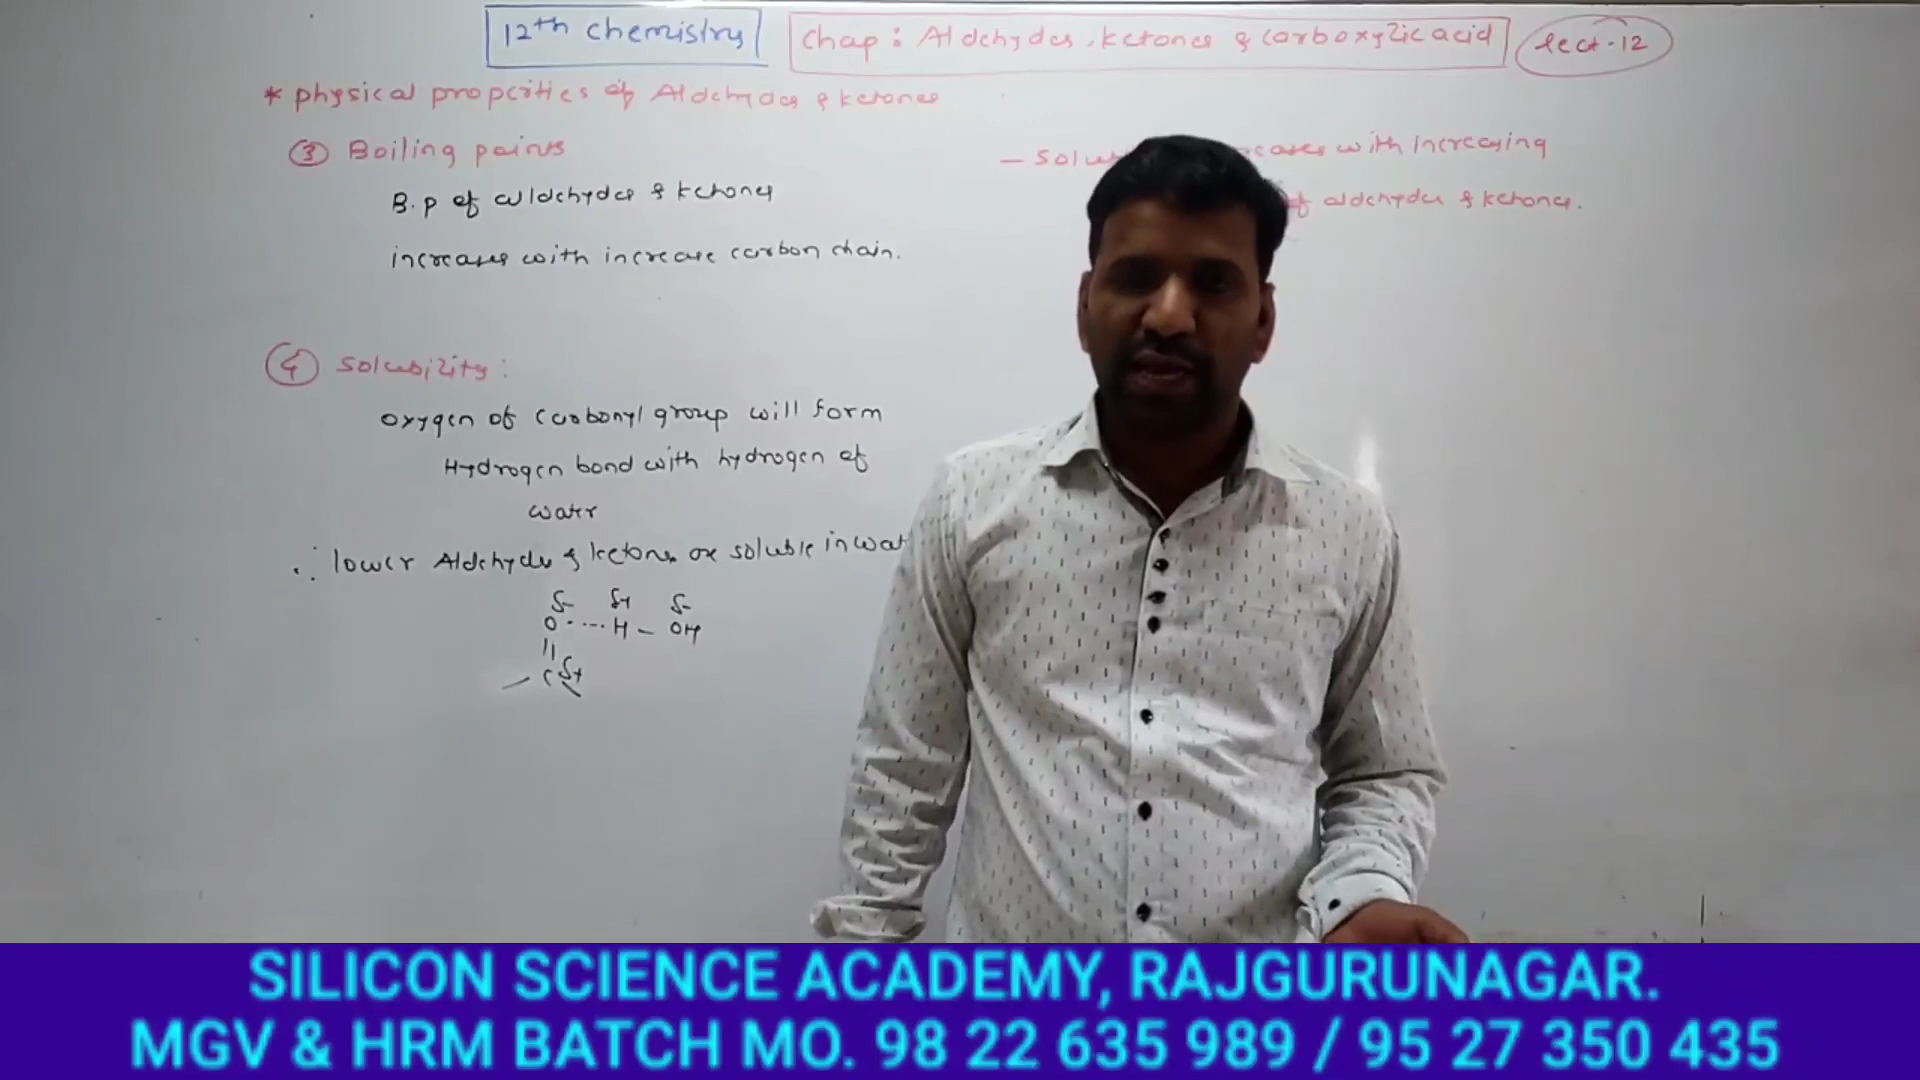 12th chemistry
chap: Aldehydes, ketones & carboxylic acid
lect-12
* physical properties of Aldehydes & ketones
③ Boiling points
B.p of aldehydes & ketones
increases with increase carbon chain.
④ solubility:
oxygen of carbonyl group will form
Hydrogen bond with hydrogen of
water
∴ lower Aldehyde & ketones are soluble in wat
δ- δ+ δ-
O ····H – OH
||
C δ+
– with increasing
of aldehydes & ketones.
SILICON SCIENCE ACADEMY, RAJGURUNAGAR.
MGV & HRM BATCH MO. 98 22 635 989 / 95 27 350 435